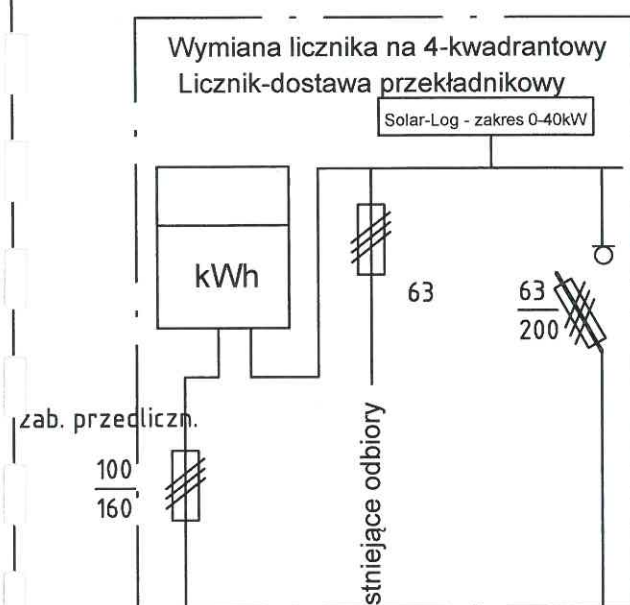 Wymiana licznika na 4-kwadrantowy
Licznik-dostawa przekładnikowy
Solar-Log - zakres 0-40kW
kWh
63
63
200
zab. przedliczn.
100
160
stniejące odbiory